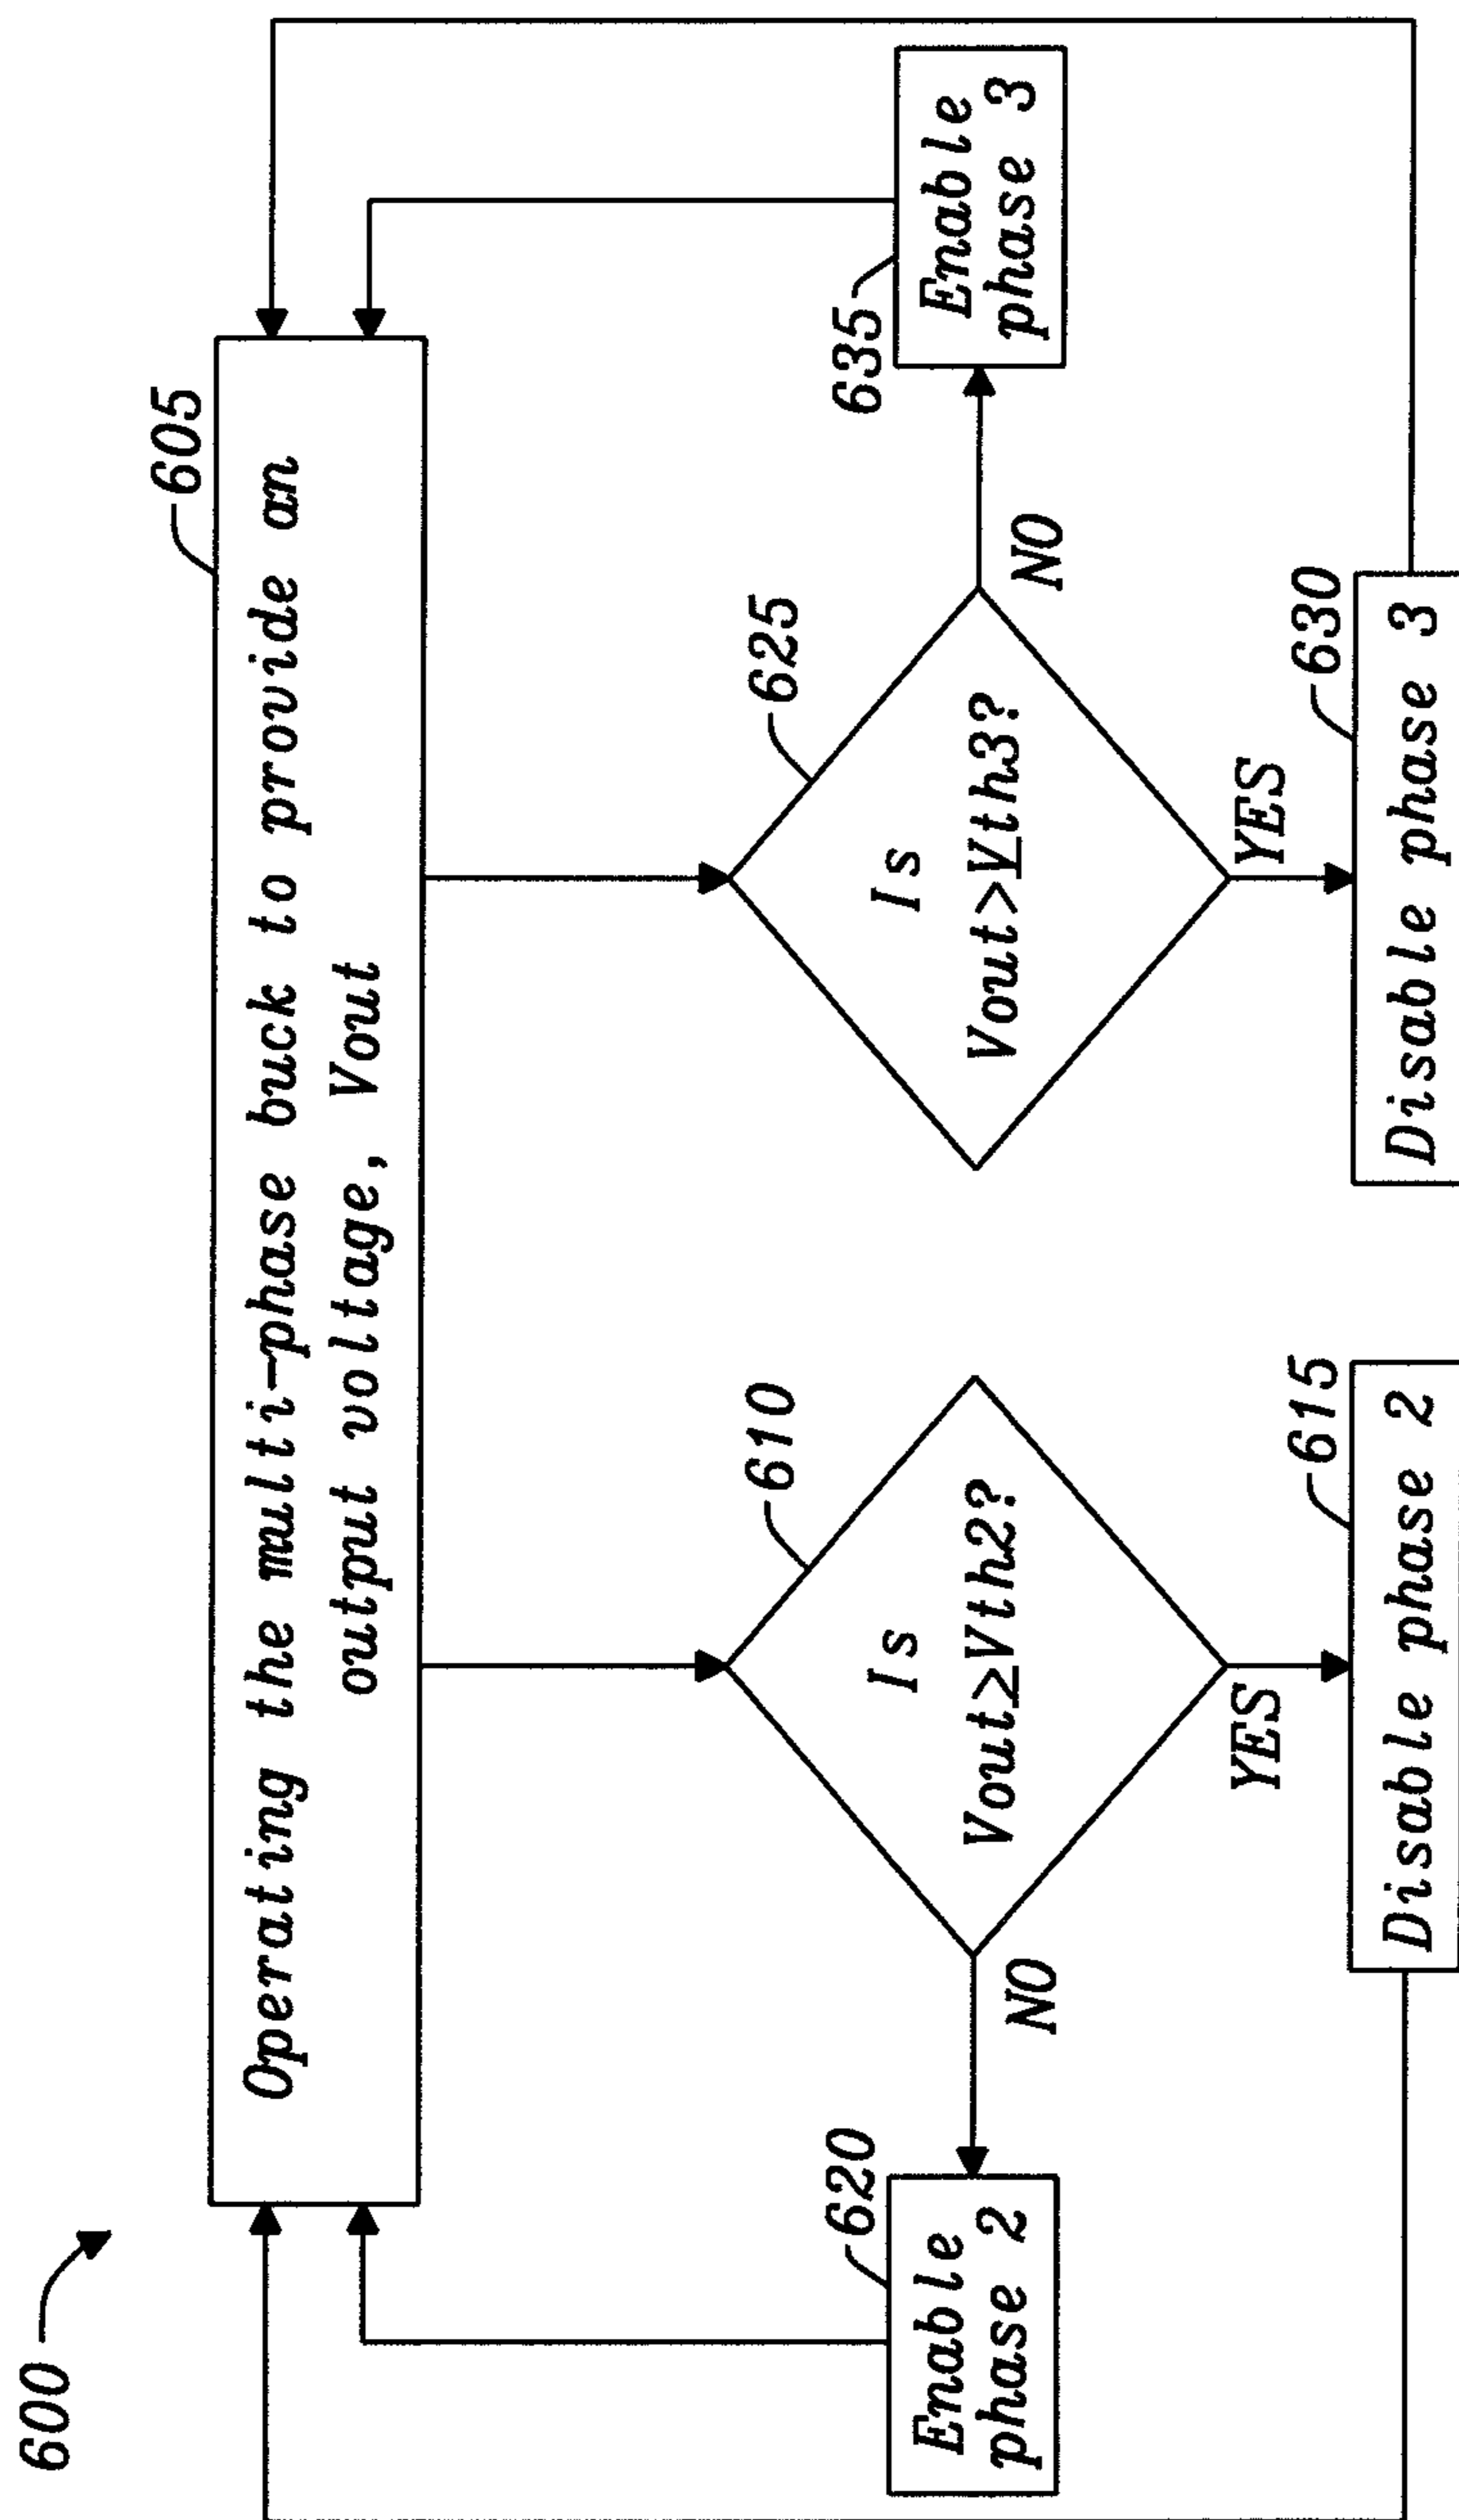 600
605
Operating the multi-phase buck to provide an
output voltage, Vout
610
Is
Vout≥Vth2?
625
Is
Vout>V̲th3?
620
Enable
phase 2
NO
YES
635
Enable
phase 3
NO
YES
615
Disable phase 2
630
Disable phase 3